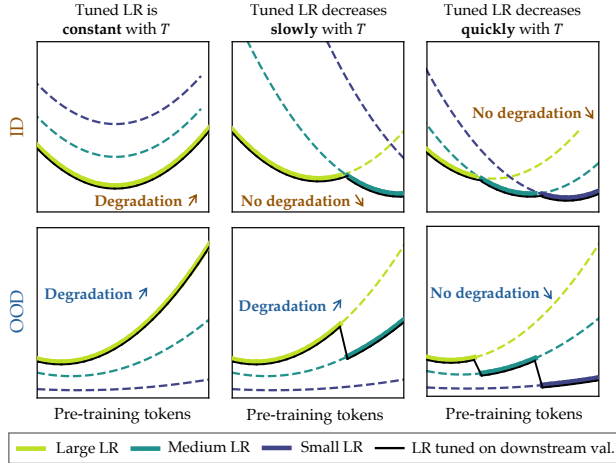 Tuned LR is
constant with T
Tuned LR decreases
slowly with T
Tuned LR decreases
quickly with T
ID
Degradation ↗
No degradation ↘
No degradation ↘
OOD
Degradation ↗
Degradation ↗
No degradation ↘
Pre-training tokens
Pre-training tokens
Pre-training tokens
Large LR
Medium LR
Small LR
LR tuned on downstream val.